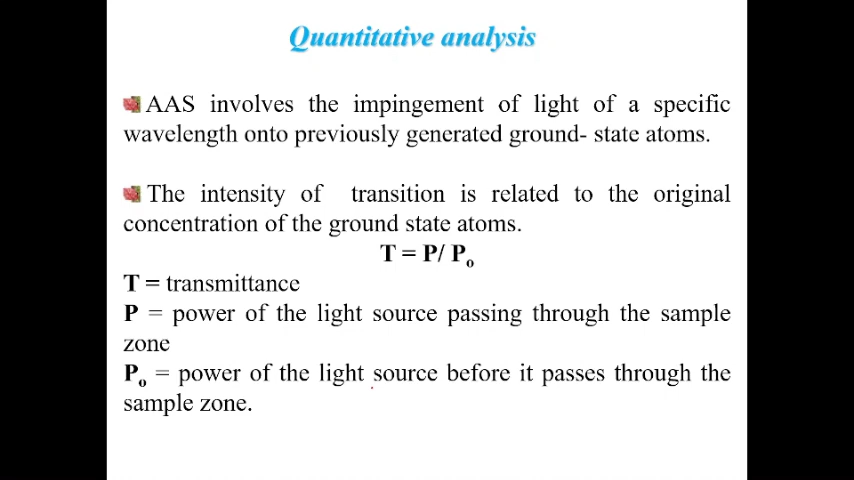 Quantitative analysis
AAS involves the impingement of light of a specific
wavelength onto previously generated ground- state atoms.
The intensity of transition is related to the original
concentration of the ground state atoms.
T = P/ Po
T = transmittance
P = power of the light source passing through the sample
zone
Po = power of the light source before it passes through the
sample zone.